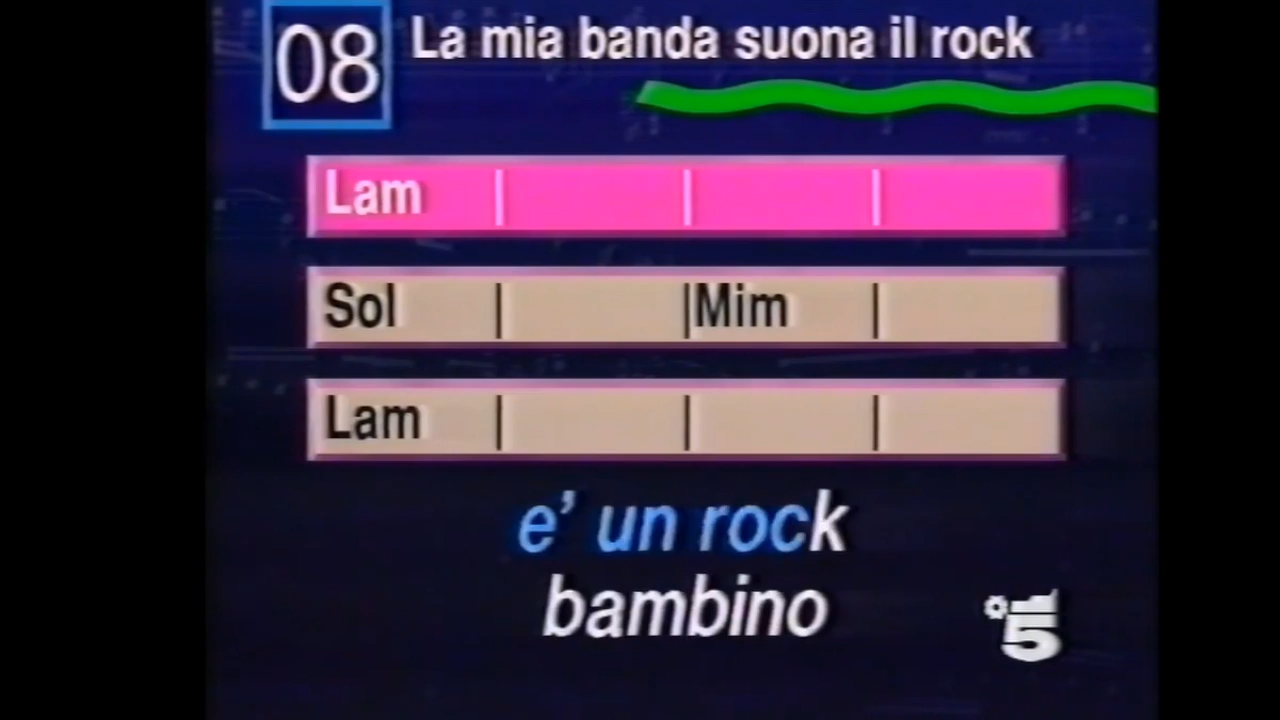 08 La mia banda suona il rock
Lam | | |
Sol | |Mim |
Lam | | |
e' un rock
bambino
5